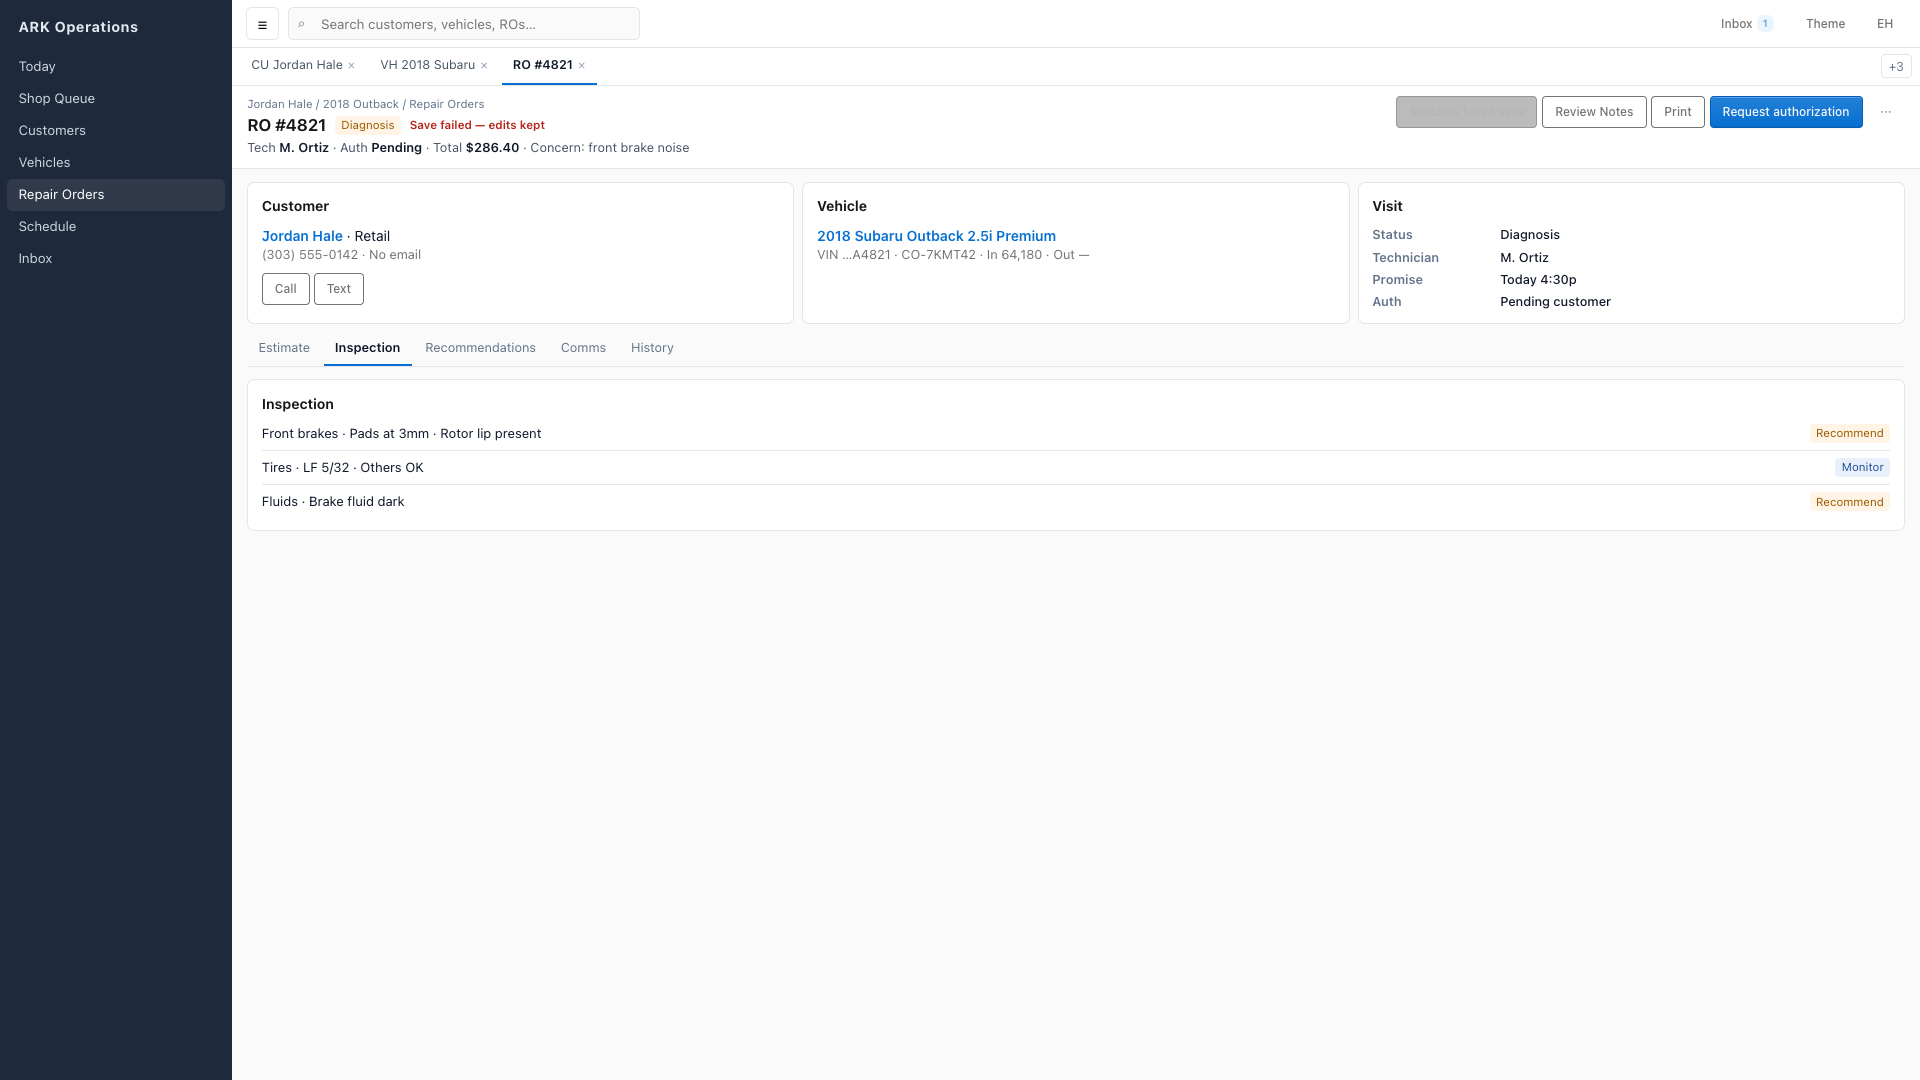 ARK Operations
Today
Shop Queue
Customers
Vehicles
Repair Orders
Schedule
Inbox
☰
Search customers, vehicles, ROs...
Inbox 1
Theme
EH
CU Jordan Hale ×
VH 2018 Subaru ×
RO #4821 ×
+3
Jordan Hale / 2018 Outback / Repair Orders
RO #4821 Diagnosis Save failed — edits kept
Tech M. Ortiz · Auth Pending · Total $286.40 · Concern: front brake noise
Simulate failed save
Review Notes
Print
Request authorization
...
Customer
Jordan Hale · Retail
(303) 555-0142 · No email
Call
Text
Vehicle
2018 Subaru Outback 2.5i Premium
VIN ...A4821 · CO-7KMT42 · In 64,180 · Out —
Visit
Status Diagnosis
Technician M. Ortiz
Promise Today 4:30p
Auth Pending customer
Estimate
Inspection
Recommendations
Comms
History
Inspection
Front brakes · Pads at 3mm · Rotor lip present Recommend
Tires · LF 5/32 · Others OK Monitor
Fluids · Brake fluid dark Recommend